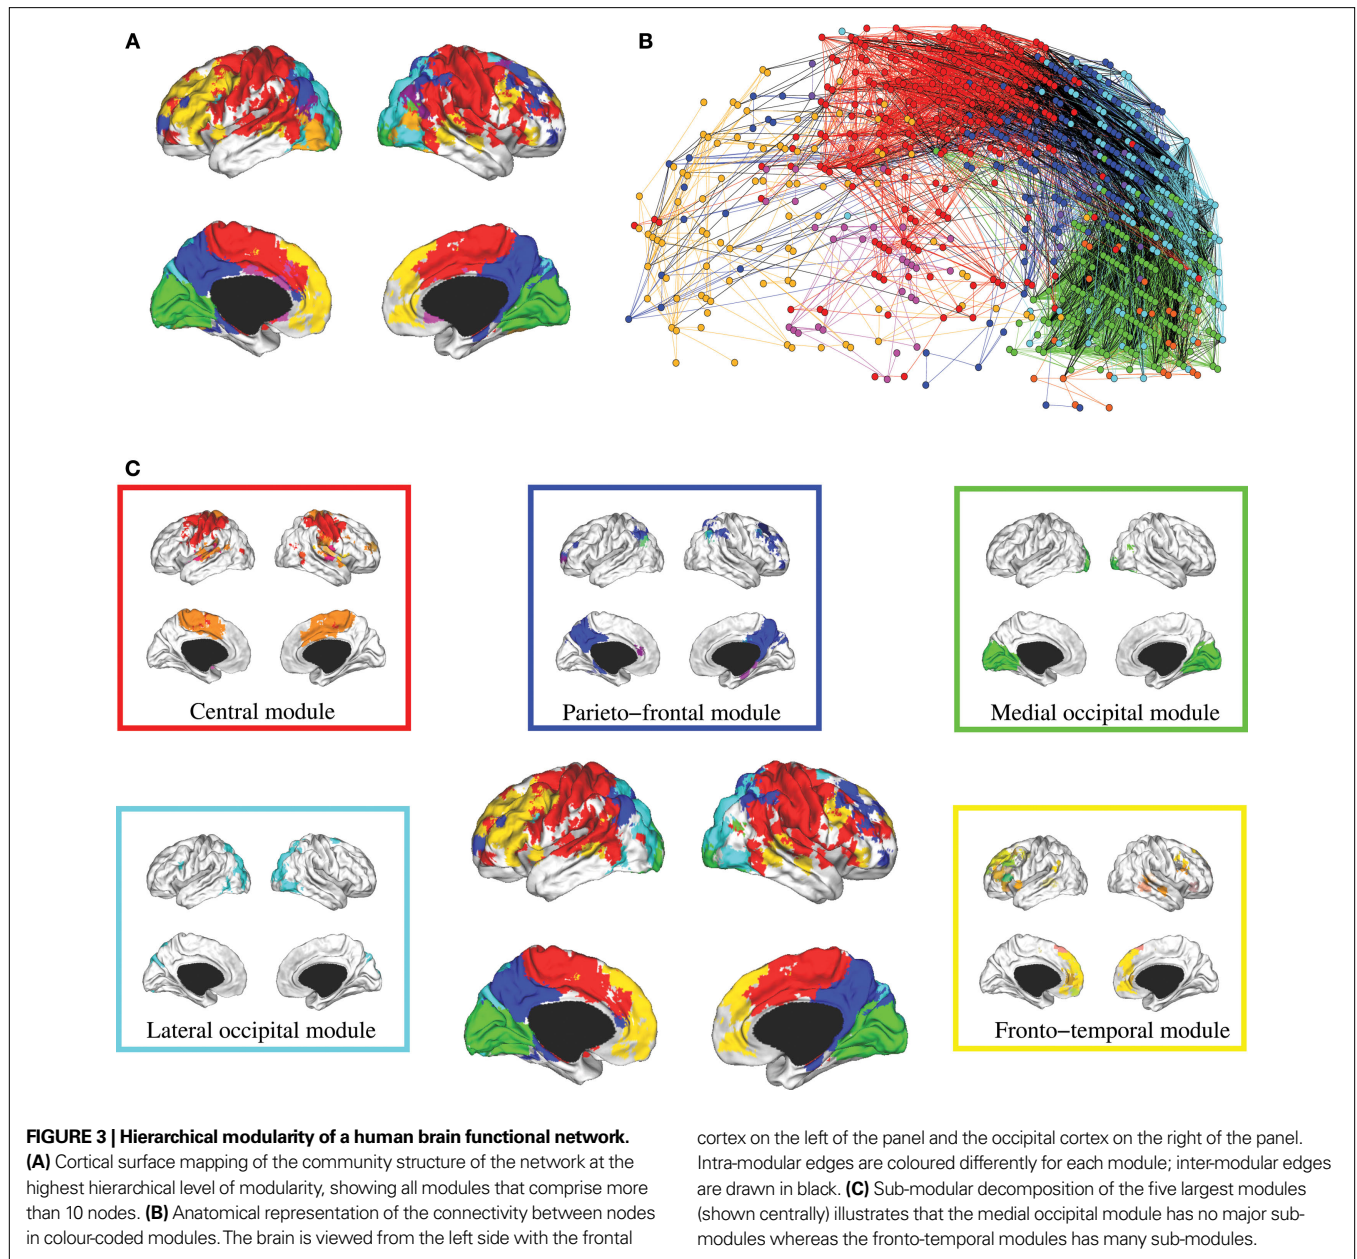 A
B
C
Central module
Parieto−frontal module
Medial occipital module
Lateral occipital module
Fronto−temporal module
FIGURE 3 | Hierarchical modularity of a human brain functional network.
(A) Cortical surface mapping of the community structure of the network at the
highest hierarchical level of modularity, showing all modules that comprise more
than 10 nodes. (B) Anatomical representation of the connectivity between nodes
in colour-coded modules. The brain is viewed from the left side with the frontal
cortex on the left of the panel and the occipital cortex on the right of the panel.
Intra-modular edges are coloured differently for each module; inter-modular edges
are drawn in black. (C) Sub-modular decomposition of the five largest modules
(shown centrally) illustrates that the medial occipital module has no major sub-
modules whereas the fronto-temporal modules has many sub-modules.